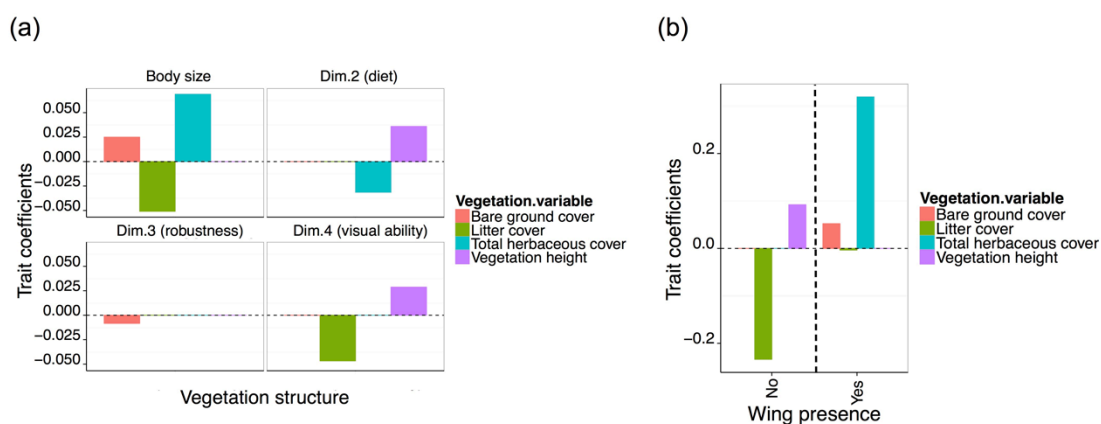 (a)
(b)
Body size
Dim.2 (diet)
0.050
0.025
0.000
−0.025
−0.050
Dim.3 (robustness)
Dim.4 (visual ability)
0.050
0.025
0.000
−0.025
−0.050
Trait coefficients
Vegetation structure
Vegetation.variable
Bare ground cover
Litter cover
Total herbaceous cover
Vegetation height
0.2
0.0
−0.2
Trait coefficients
No
Yes
Wing presence
Vegetation.variable
Bare ground cover
Litter cover
Total herbaceous cover
Vegetation height